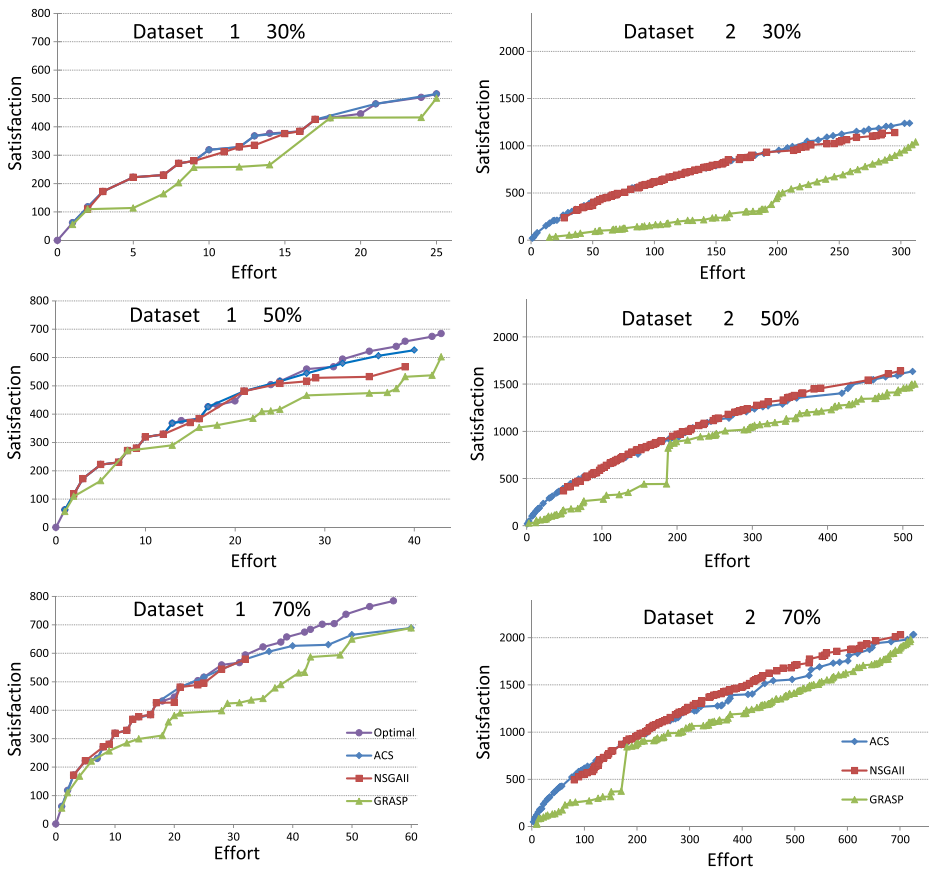 Dataset 1 30%
Satisfaction
800
700
600
500
400
300
200
100
0
0 5 10 15 20 25
Effort
Dataset 2 30%
Satisfaction
2000
1500
1000
500
0
0 50 100 150 200 250 300
Effort
Dataset 1 50%
Satisfaction
800
700
600
500
400
300
200
100
0
0 10 20 30 40
Effort
Dataset 2 50%
Satisfaction
2000
1500
1000
500
0
0 100 200 300 400 500
Effort
Dataset 1 70%
Satisfaction
800
700
600
500
400
300
200
100
0
0 10 20 30 40 50 60
Effort
Optimal
ACS
NSGAII
GRASP
Dataset 2 70%
Satisfaction
2000
1500
1000
500
0
0 100 200 300 400 500 600 700
Effort
ACS
NSGAII
GRASP